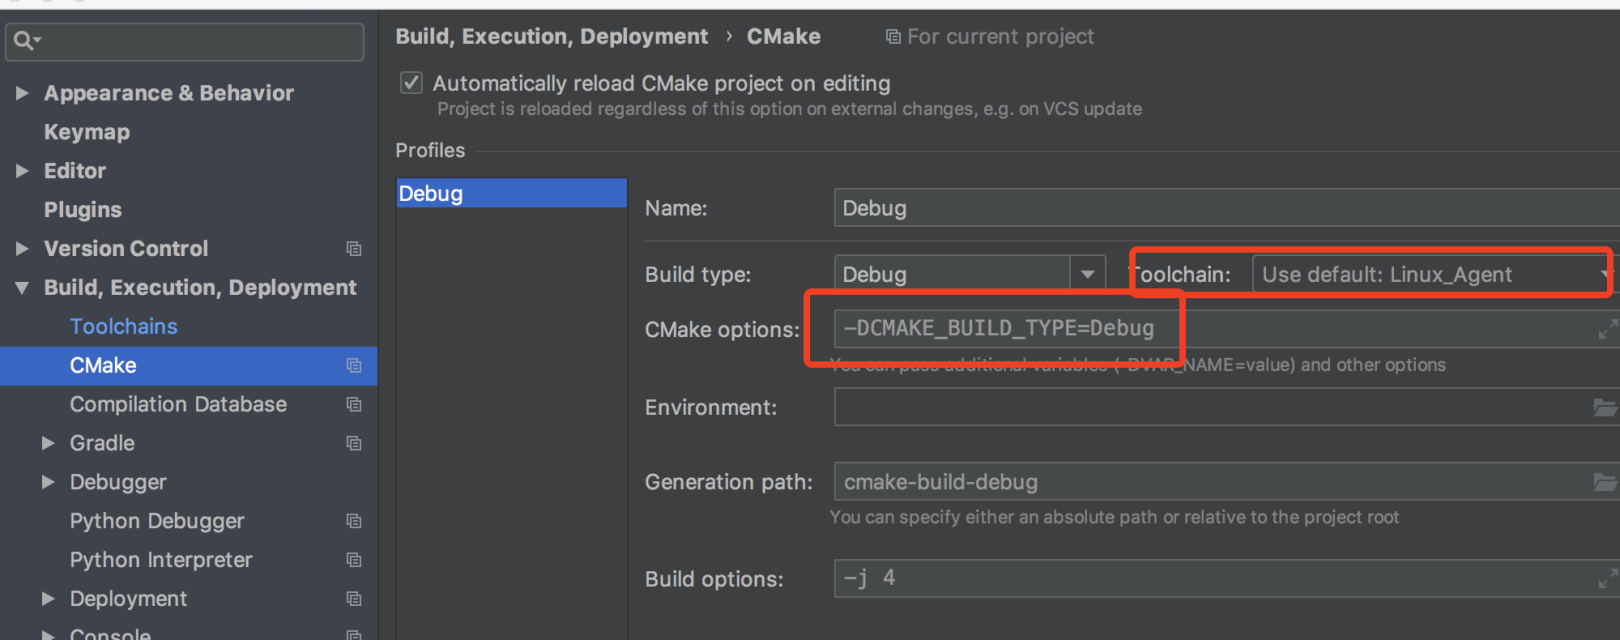 Build, Execution, Deployment › CMake For current project
Appearance & Behavior
Keymap
Editor
Plugins
Version Control
Build, Execution, Deployment
Toolchains
CMake
Compilation Database
Gradle
Debugger
Python Debugger
Python Interpreter
Deployment
Console
Automatically reload CMake project on editing
Project is reloaded regardless of this option on external changes, e.g. on VCS update
Profiles
Debug
Name: Debug
Build type: Debug Toolchain: Use default: Linux_Agent
CMake options: -DCMAKE_BUILD_TYPE=Debug
You can pass additional variables (-DVAR_NAME=value) and other options
Environment:
Generation path: cmake-build-debug
You can specify either an absolute path or relative to the project root
Build options: -j 4